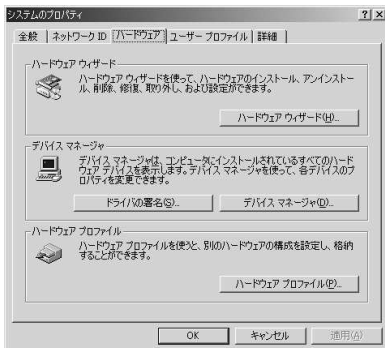 システムのプロパティ
全般 ネットワーク ID ハードウェア ユーザー プロファイル 詳細
ハードウェア ウィザード
ハードウェア ウィザードを使って、ハードウェアのインストール、アンインストー
ル、削除、修復、取り外し、および設定ができます。
ハードウェア ウィザード(H)...
デバイス マネージャ
デバイス マネージャは、コンピュータにインストールされているすべてのハード
ウェア デバイスを表示します。デバイス マネージャを使って、各デバイスのプ
ロパティを変更できます。
ドライバの署名(S)... デバイス マネージャ(D)...
ハードウェア プロファイル
ハードウェア プロファイルを使うと、別のハードウェアの構成を設定し、格納
することができます。
ハードウェア プロファイル(P)...
OK キャンセル 適用(A)